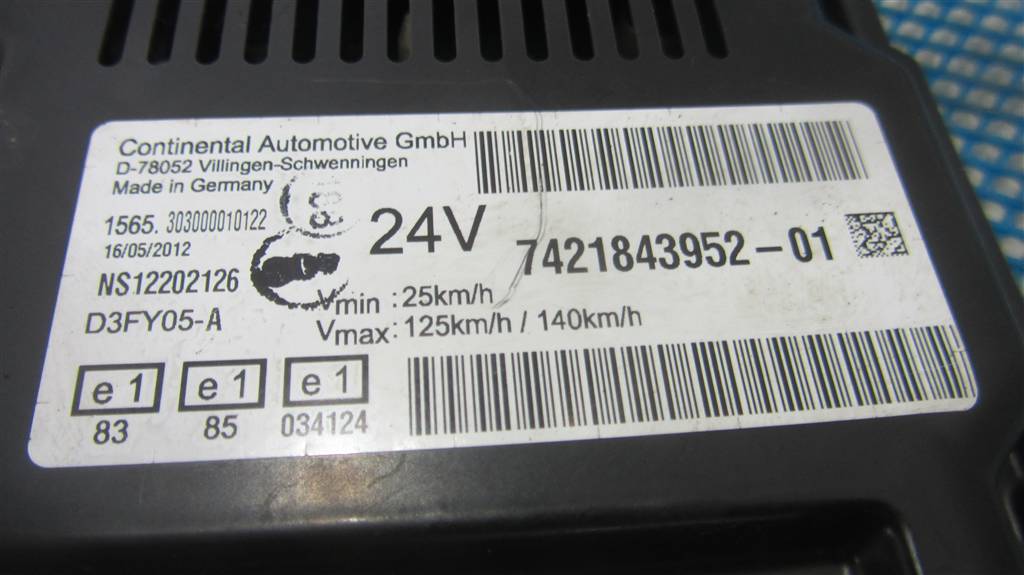 Continental Automotive GmbH
D-78052 Villingen-Schwenningen
Made in Germany
1565. 303000010122
16/05/2012
NS12202126
D3FY05-A
24V
7421843952-01
Vmin : 25km/h
Vmax: 125km/h / 140km/h
e 1
83
e 1
85
e 1
034124